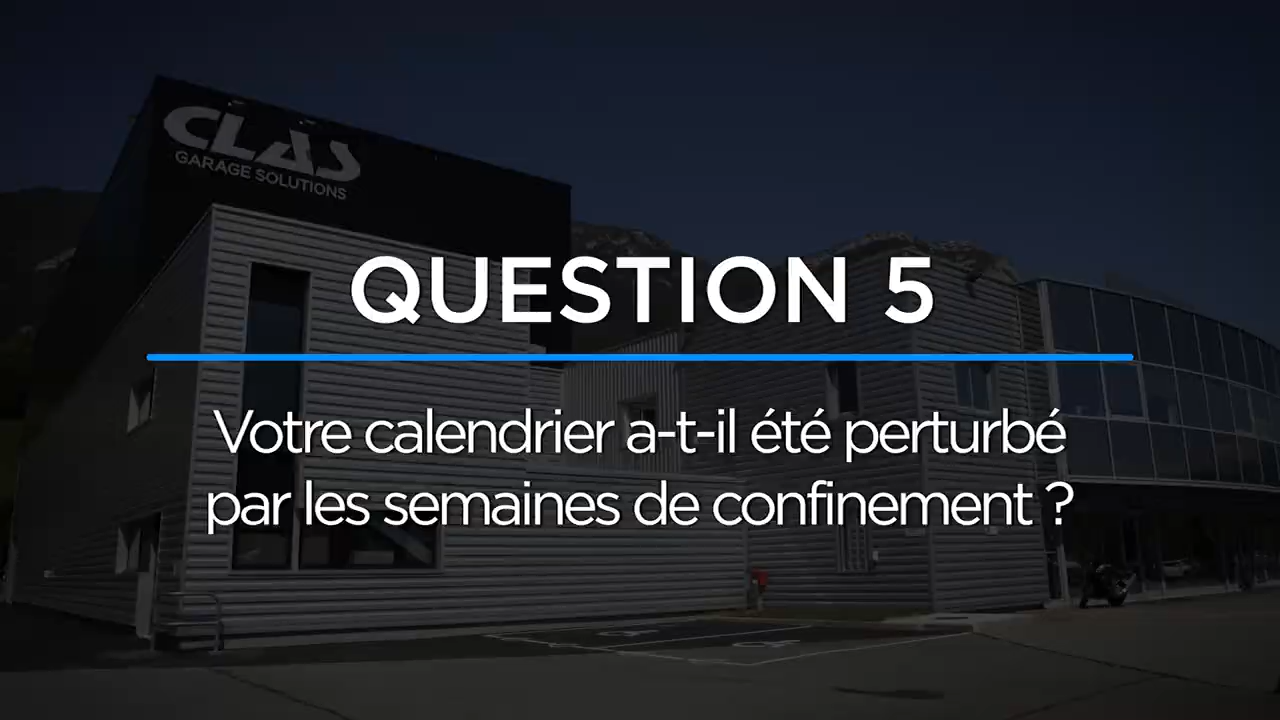 CLAS
GARAGE SOLUTIONS
QUESTION 5
Votre calendrier a-t-il été perturbé
par les semaines de confinement ?